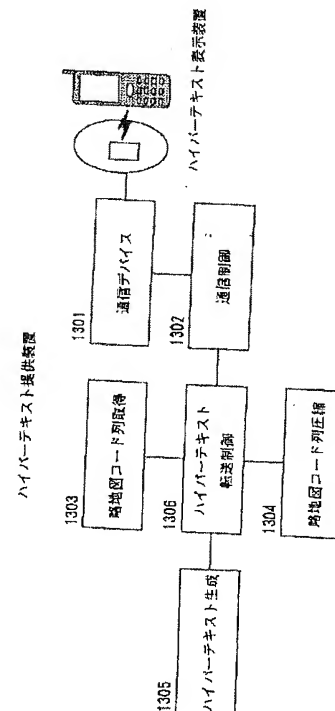 ハイパーテキスト提供装置
1303
略地図コード列取得
1301
通信デバイス
1305
ハイパーテキスト生成
1306
ハイパーテキスト
転送制御
1302
通信制御
1304
略地図コード列圧縮
ハイパーテキスト表示装置